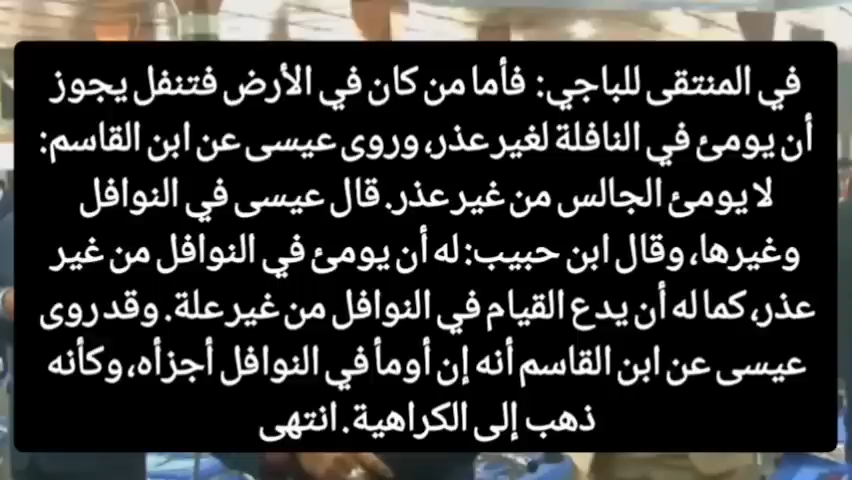 في المنتقى للباجي: فأما من كان في الأرض فتنفل يجوز
أن يومئ في النافلة لغير عذر، وروى عيسى عن ابن القاسم:
لا يومئ الجالس من غير عذر. قال عيسى في النوافل
وغيرها، وقال ابن حبيب: له أن يومئ في النوافل من غير
عذر، كما له أن يدع القيام في النوافل من غير علة. وقد روى
عيسى عن ابن القاسم أنه إن أومأ في النوافل أجزأه، وكأنه
ذهب إلى الكراهية. انتهى